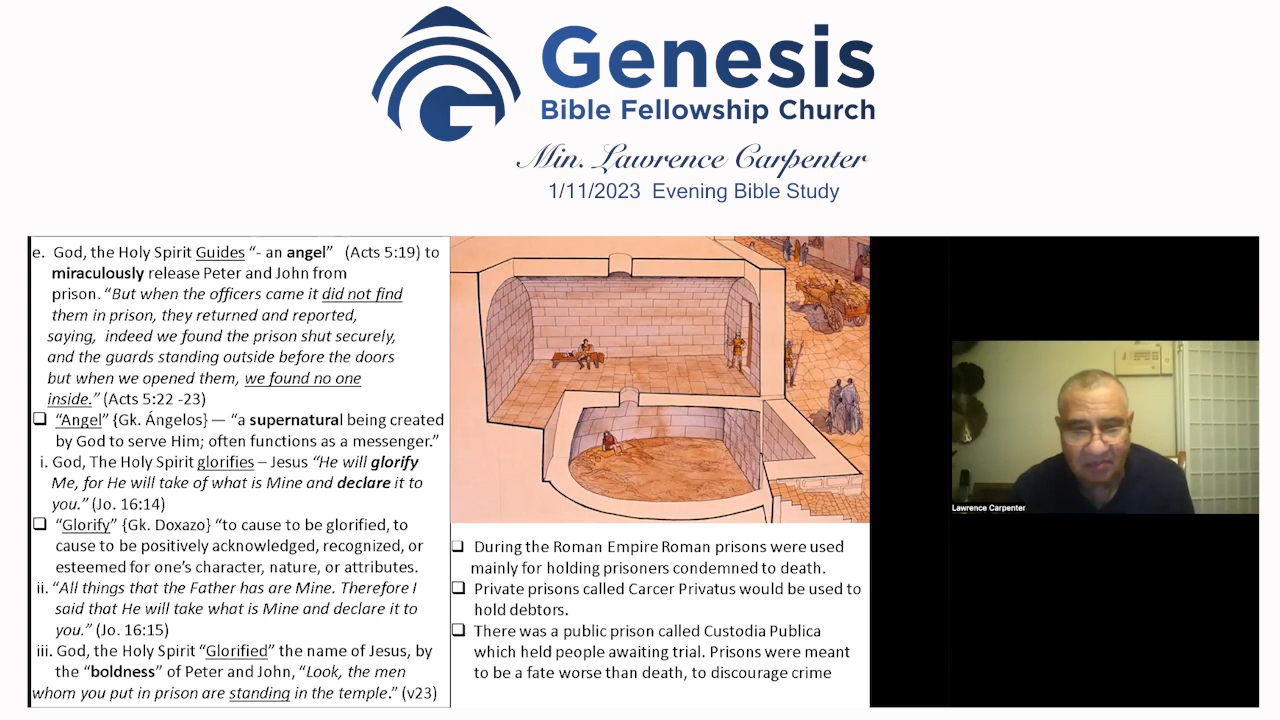 Genesis
Bible Fellowship Church
Min. Lawrence Carpenter
1/11/2023 Evening Bible Study
e. God, the Holy Spirit Guides “- an angel” (Acts 5:19) to
miraculously release Peter and John from
prison. “But when the officers came it did not find
them in prison, they returned and reported,
saying, indeed we found the prison shut securely,
and the guards standing outside before the doors
but when we opened them, we found no one
inside.” (Acts 5:22 -23)
❑ “Angel” {Gk. Ángelos} — “a supernatural being created
by God to serve Him; often functions as a messenger.”
i. God, The Holy Spirit glorifies – Jesus “He will glorify
Me, for He will take of what is Mine and declare it to
you.” (Jo. 16:14)
❑ “Glorify” {Gk. Doxazo} “to cause to be glorified, to
cause to be positively acknowledged, recognized, or
esteemed for one’s character, nature, or attributes.
ii. “All things that the Father has are Mine. Therefore I
said that He will take what is Mine and declare it to
you.” (Jo. 16:15)
iii. God, the Holy Spirit “Glorified” the name of Jesus, by
the “boldness” of Peter and John, “Look, the men
whom you put in prison are standing in the temple.” (v23)
❑ During the Roman Empire Roman prisons were used
mainly for holding prisoners condemned to death.
❑ Private prisons called Carcer Privatus would be used to
hold debtors.
❑ There was a public prison called Custodia Publica
which held people awaiting trial. Prisons were meant
to be a fate worse than death, to discourage crime
Lawrence Carpenter